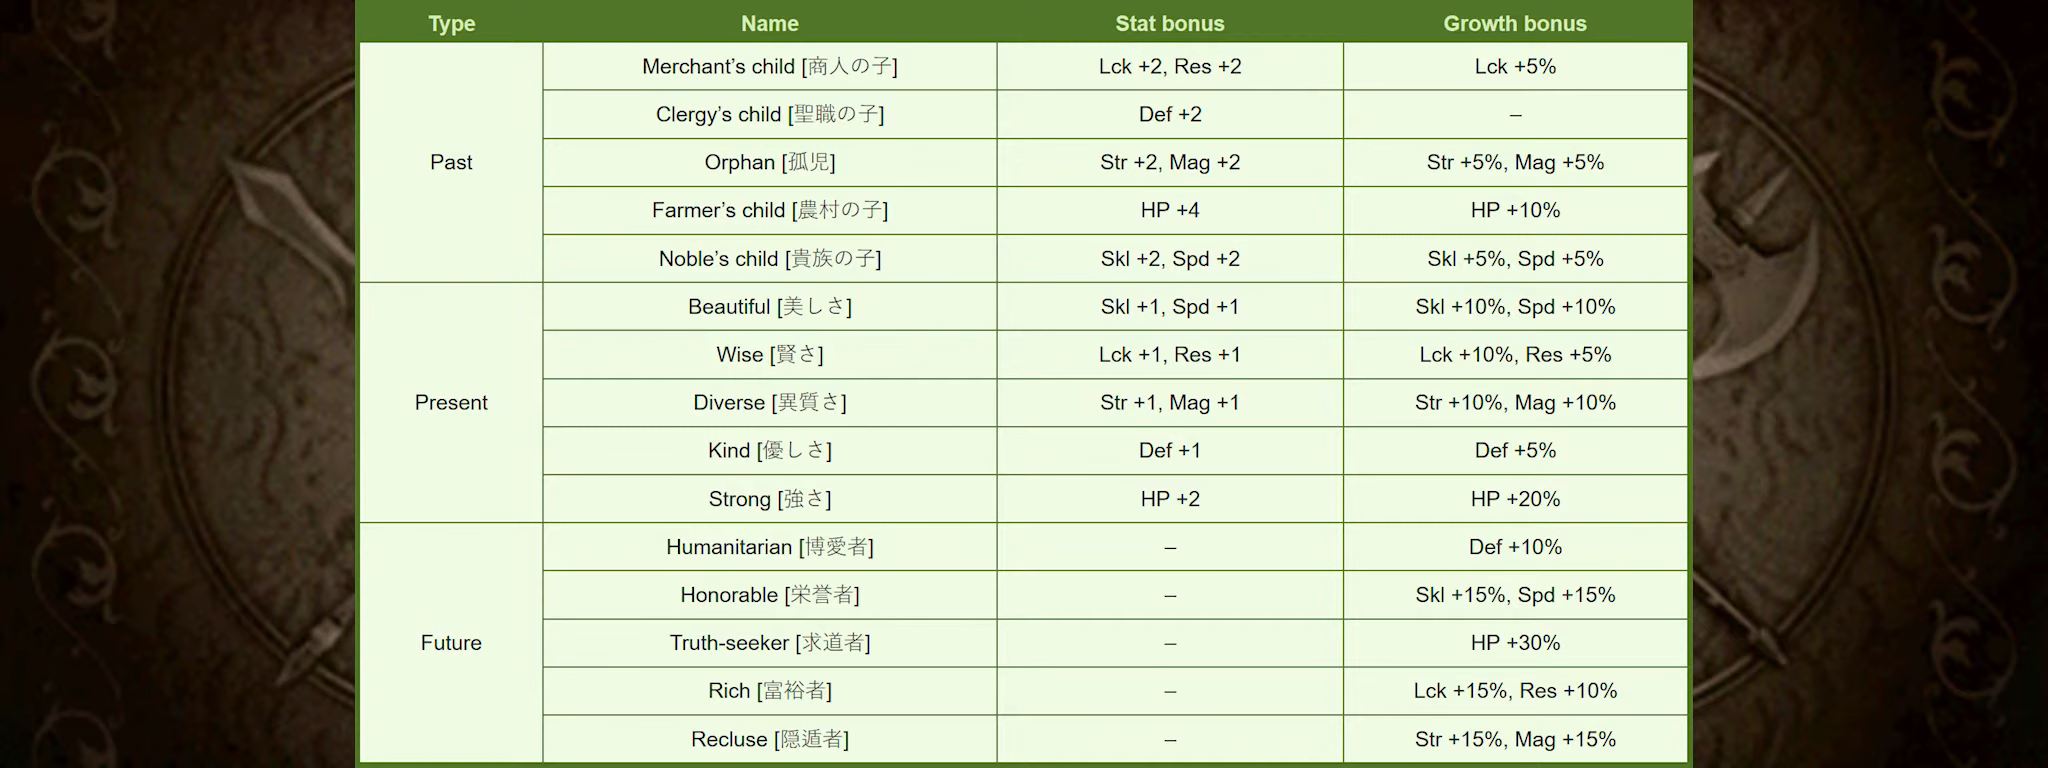 Type Name Stat bonus Growth bonus
Past
Merchant’s child [商人の子] Lck +2, Res +2 Lck +5%
Clergy’s child [聖職の子] Def +2 –
Orphan [孤児] Str +2, Mag +2 Str +5%, Mag +5%
Farmer’s child [農村の子] HP +4 HP +10%
Noble’s child [貴族の子] Skl +2, Spd +2 Skl +5%, Spd +5%
Present
Beautiful [美しさ] Skl +1, Spd +1 Skl +10%, Spd +10%
Wise [賢さ] Lck +1, Res +1 Lck +10%, Res +5%
Diverse [異質さ] Str +1, Mag +1 Str +10%, Mag +10%
Kind [優しさ] Def +1 Def +5%
Strong [強さ] HP +2 HP +20%
Future
Humanitarian [博愛者] – Def +10%
Honorable [栄誉者] – Skl +15%, Spd +15%
Truth-seeker [求道者] – HP +30%
Rich [富裕者] – Lck +15%, Res +10%
Recluse [隠遁者] – Str +15%, Mag +15%